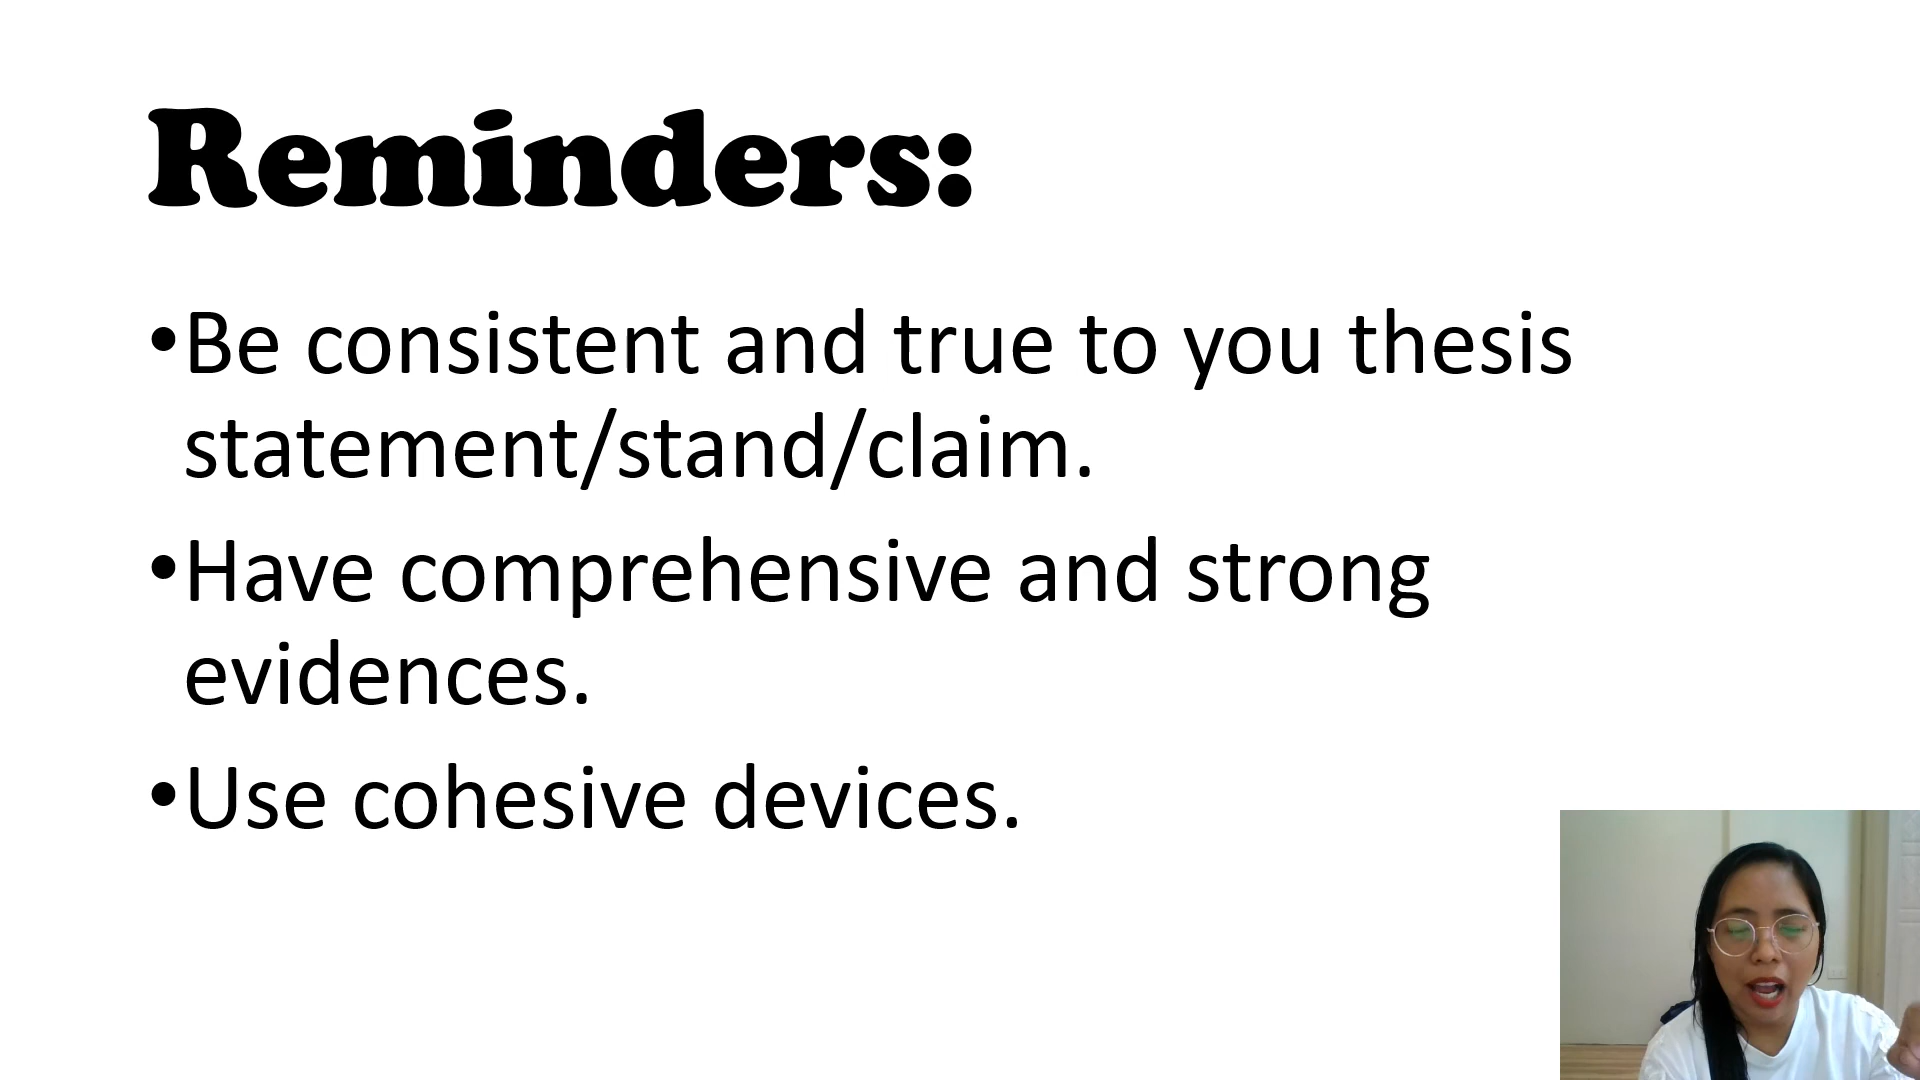 Reminders:
•Be consistent and true to you thesis
statement/stand/claim.
•Have comprehensive and strong
evidences.
•Use cohesive devices.